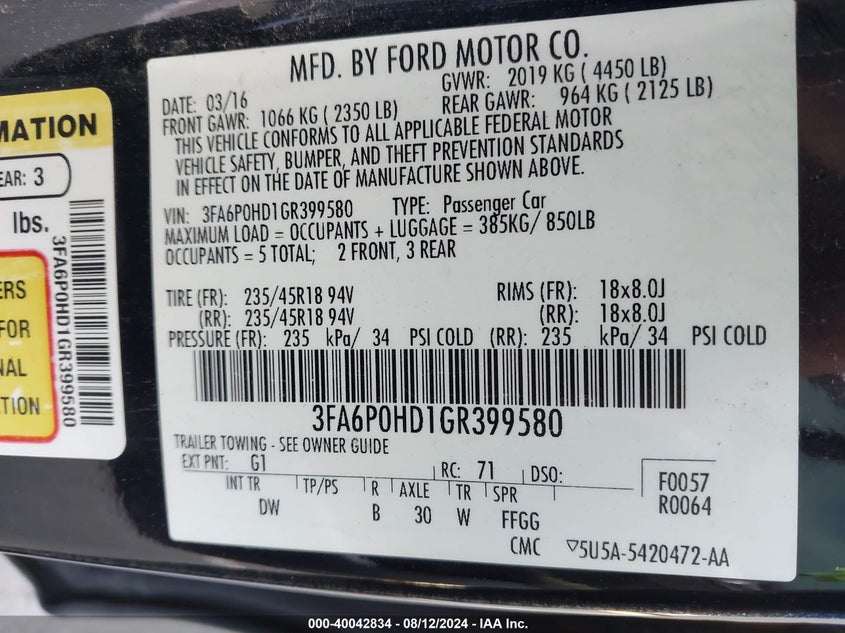 MATION
EAR: 3
lbs.
3FA6P0HD1GR399580
ERS
FOR
NAL
TION
MFD. BY FORD MOTOR CO.
DATE: 03/16 GVWR: 2019 KG ( 4450 LB)
FRONT GAWR: 1066 KG ( 2350 LB) REAR GAWR: 964 KG ( 2125 LB)
THIS VEHICLE CONFORMS TO ALL APPLICABLE FEDERAL MOTOR
VEHICLE SAFETY, BUMPER, AND THEFT PREVENTION STANDARDS
IN EFFECT ON THE DATE OF MANUFACTURE SHOWN ABOVE.
VIN: 3FA6P0HD1GR399580 TYPE: Passenger Car
MAXIMUM LOAD = OCCUPANTS + LUGGAGE = 385KG/ 850LB
OCCUPANTS = 5 TOTAL; 2 FRONT, 3 REAR
TIRE (FR): 235/45R18 94V RIMS (FR): 18x8.0J
(RR): 235/45R18 94V (RR): 18x8.0J
PRESSURE (FR): 235 kPa/ 34 PSI COLD (RR): 235 kPa/ 34 PSI COLD
3FA6P0HD1GR399580
TRAILER TOWING - SEE OWNER GUIDE
EXT PNT: G1 RC: 71 DSO: F0057
INT TR TP/PS R AXLE TR SPR R0064
DW B 30 W FFGG
CMC ▽5U5A-5420472-AA
000-40042834 - 08/12/2024 - IAA Inc.